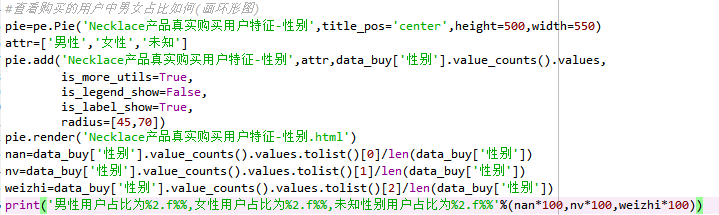 #查看购买的用户中男女占比如何(画环形图)
pie=pe.Pie('Necklace产品真实购买用户特征-性别',title_pos='center',height=500,width=550)
attr=['男性','女性','未知']
pie.add('Necklace产品真实购买用户特征-性别',attr,data_buy['性别'].value_counts().values,
is_more_utils=True,
is_legend_show=False,
is_label_show=True,
radius=[45,70])
pie.render('Necklace产品真实购买用户特征-性别.html')
nan=data_buy['性别'].value_counts().values.tolist()[0]/len(data_buy['性别'])
nv=data_buy['性别'].value_counts().values.tolist()[1]/len(data_buy['性别'])
weizhi=data_buy['性别'].value_counts().values.tolist()[2]/len(data_buy['性别'])
print('男性用户占比为%2.f%%,女性用户占比为%2.f%%,未知性别用户占比为%2.f%%'%(nan*100,nv*100,weizhi*100))